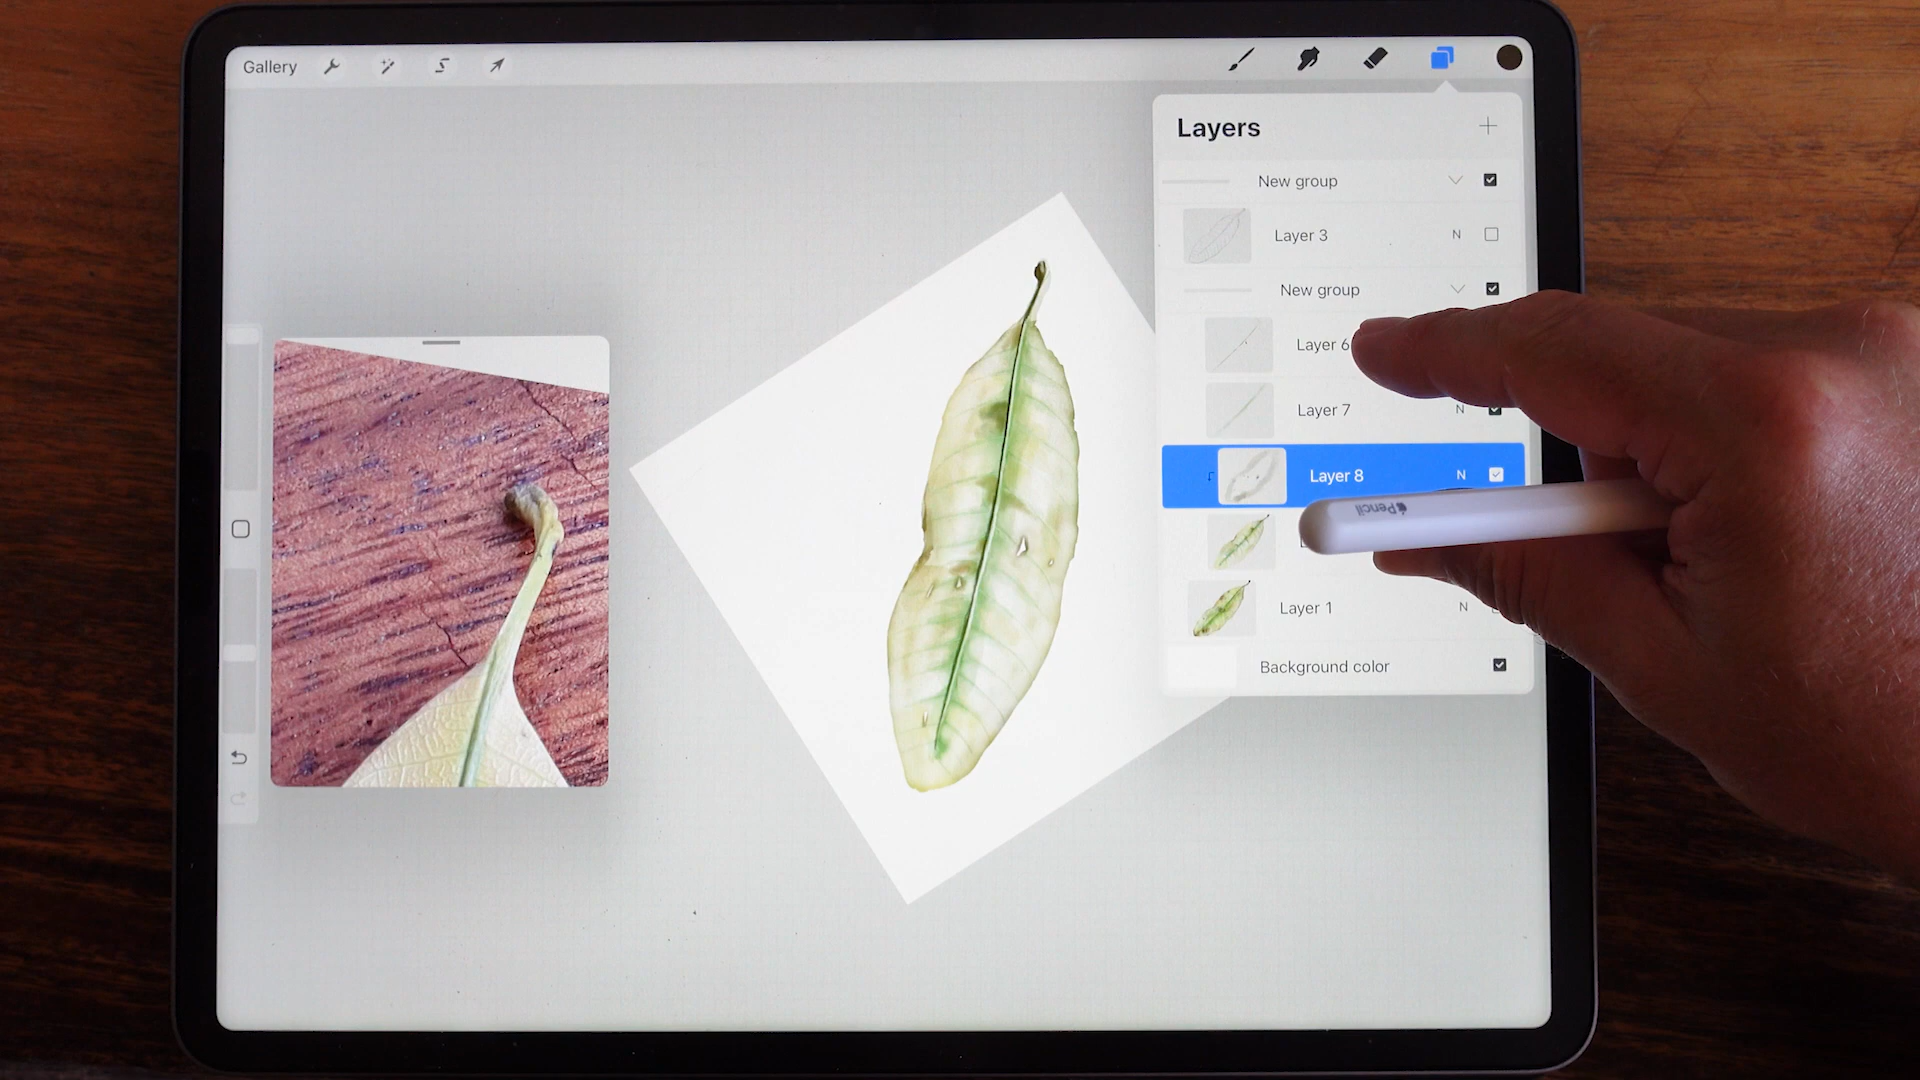 Gallery
Layers
New group
Layer 3 N
New group
Layer 6
Layer 7 N
Layer 8 N
Pencil
Layer 1 N
Background color